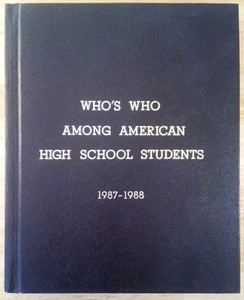 WHO'S WHO
AMONG AMERICAN
HIGH SCHOOL STUDENTS
1987-1988